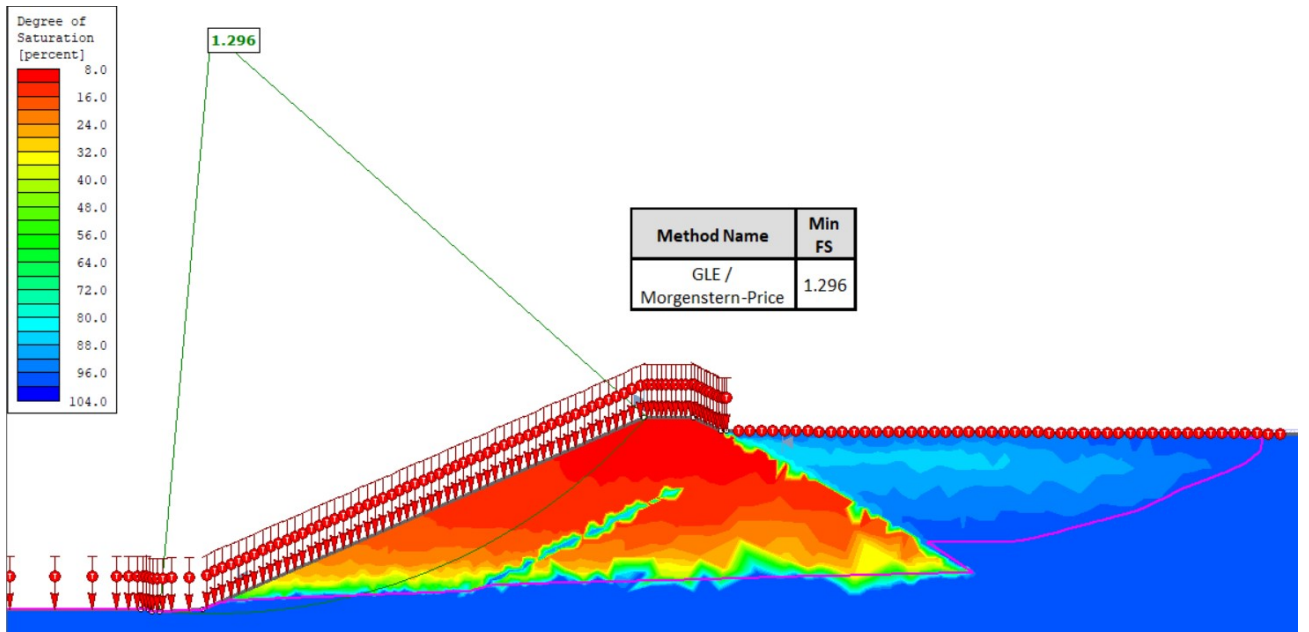 Degree of
Saturation
[percent]
8.0
16.0
24.0
32.0
40.0
48.0
56.0
64.0
72.0
80.0
88.0
96.0
104.0
1.296
Method Name Min
FS
GLE /
Morgenstern-Price 1.296